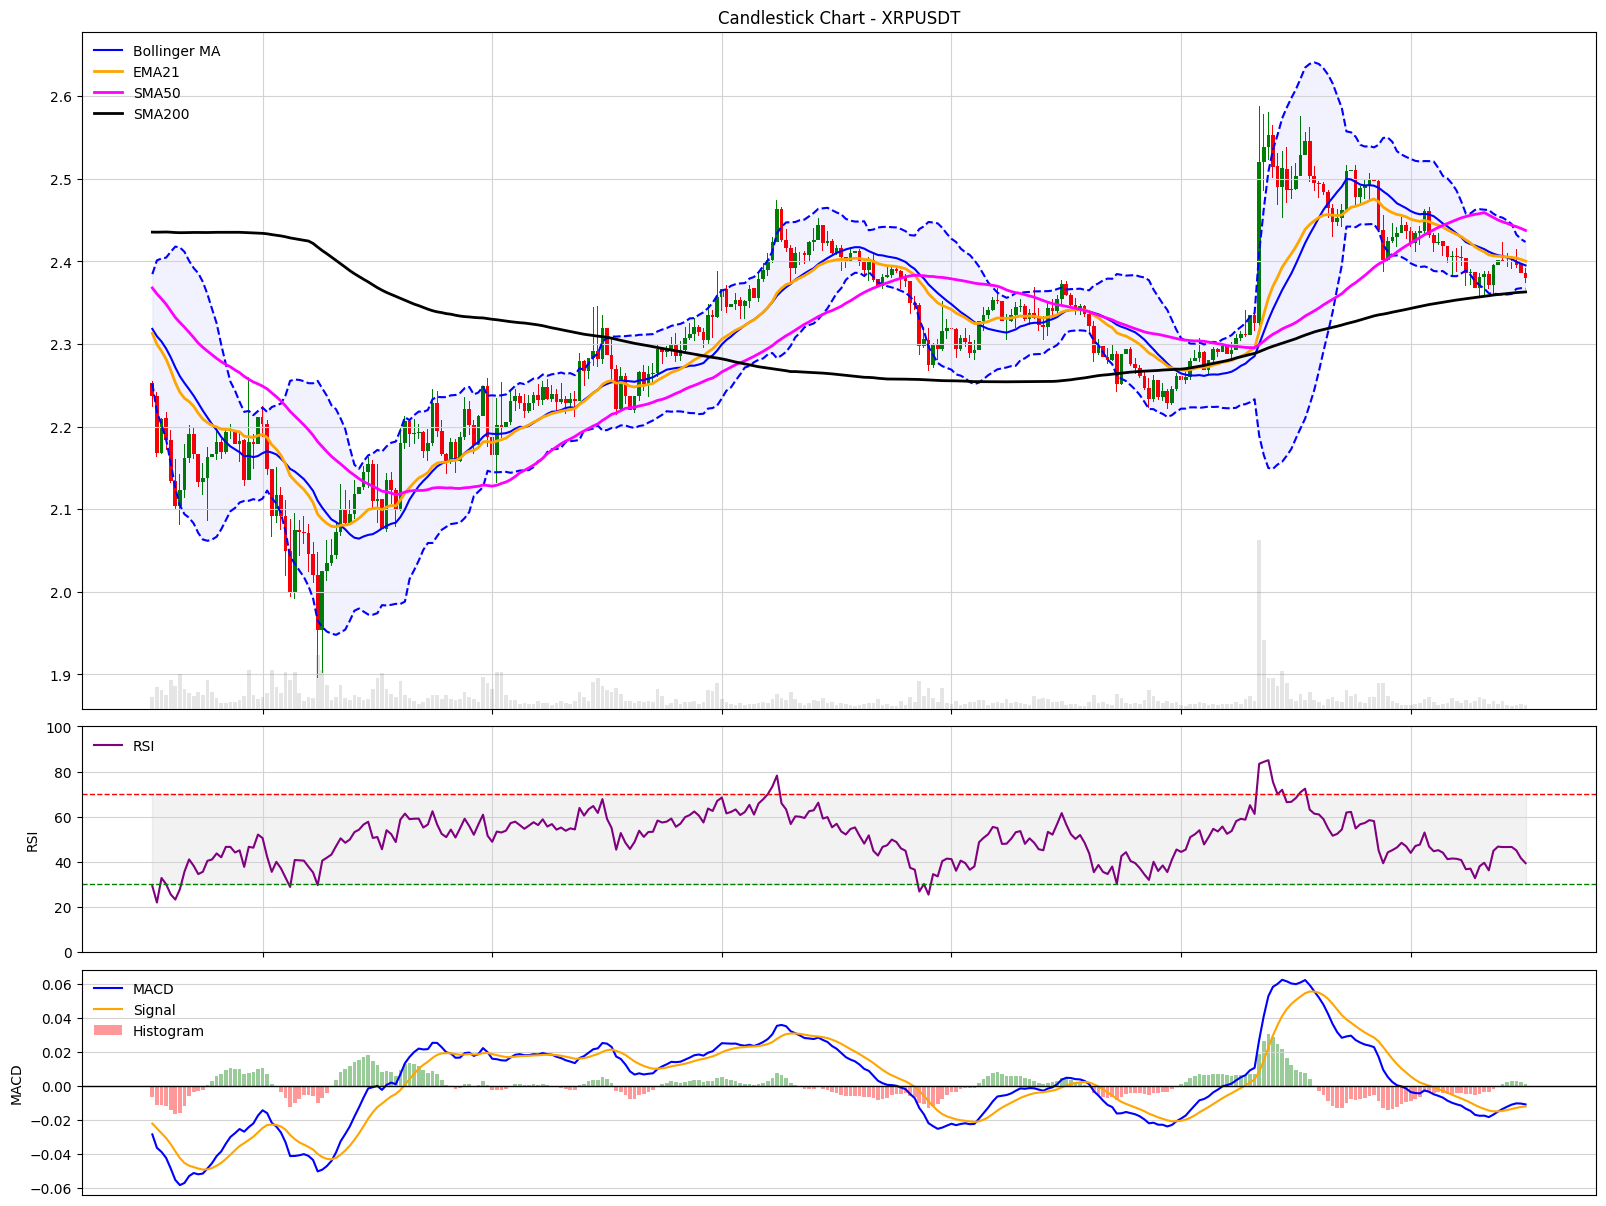 Candlestick Chart - XRPUSDT
Bollinger MA
EMA21
SMA50
SMA200
2.6
2.5
2.4
2.3
2.2
2.1
2.0
1.9
RSI
100
80
60
40
20
0
RSI
MACD
Signal
Histogram
0.06
0.04
0.02
0.00
−0.02
−0.04
−0.06
MACD